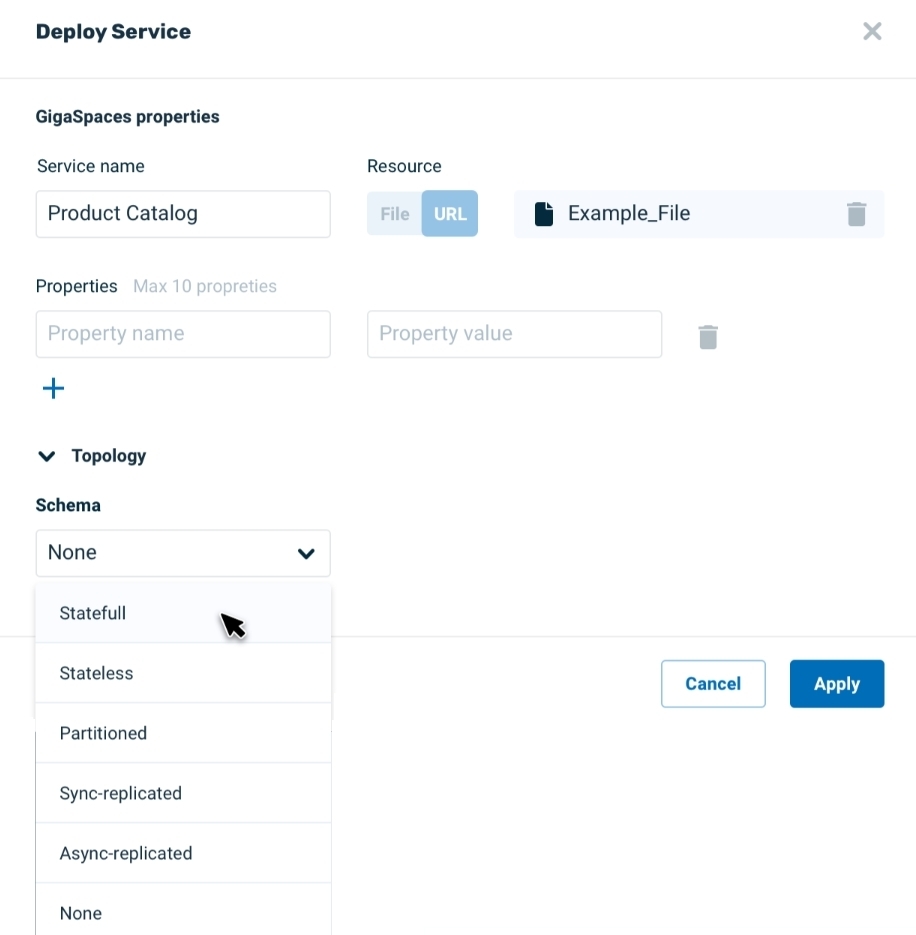 Deploy Service
GigaSpaces properties
Service name
Resource
Product Catalog
File
URL
Example_File
Properties Max 10 propreties
Property name
Property value
Topology
Schema
None
Statefull
Stateless
Partitioned
Sync-replicated
Async-replicated
None
Cancel
Apply